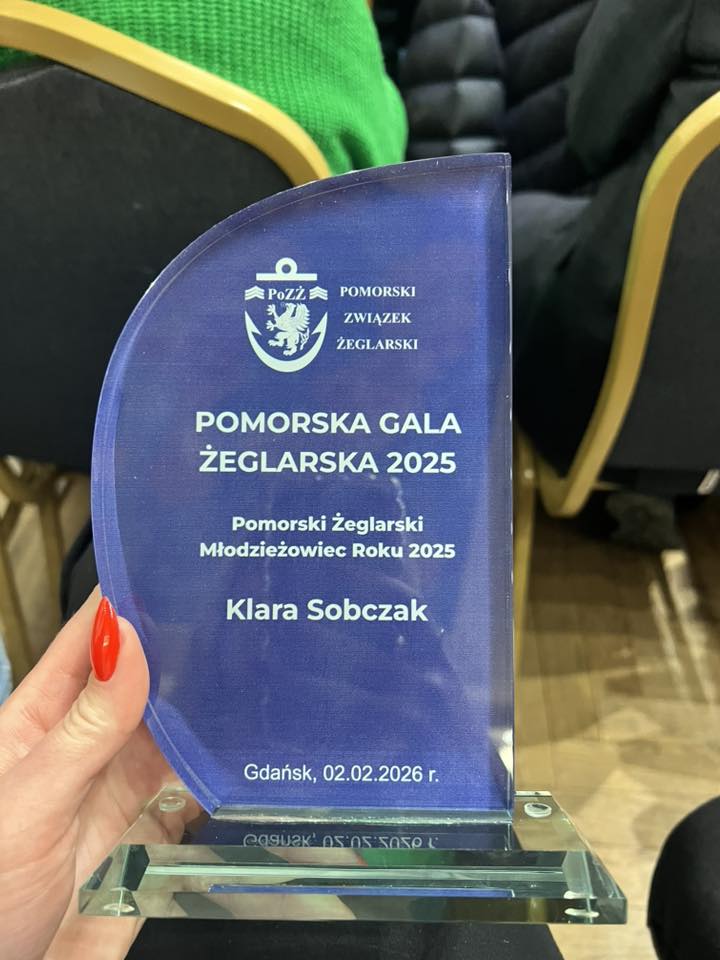 PoZŻ
POMORSKI
ZWIĄZEK
ŻEGLARSKI
POMORSKA GALA
ŻEGLARSKA 2025
Pomorski Żeglarski
Młodzieżowiec Roku 2025
Klara Sobczak
Gdańsk, 02.02.2026 r.